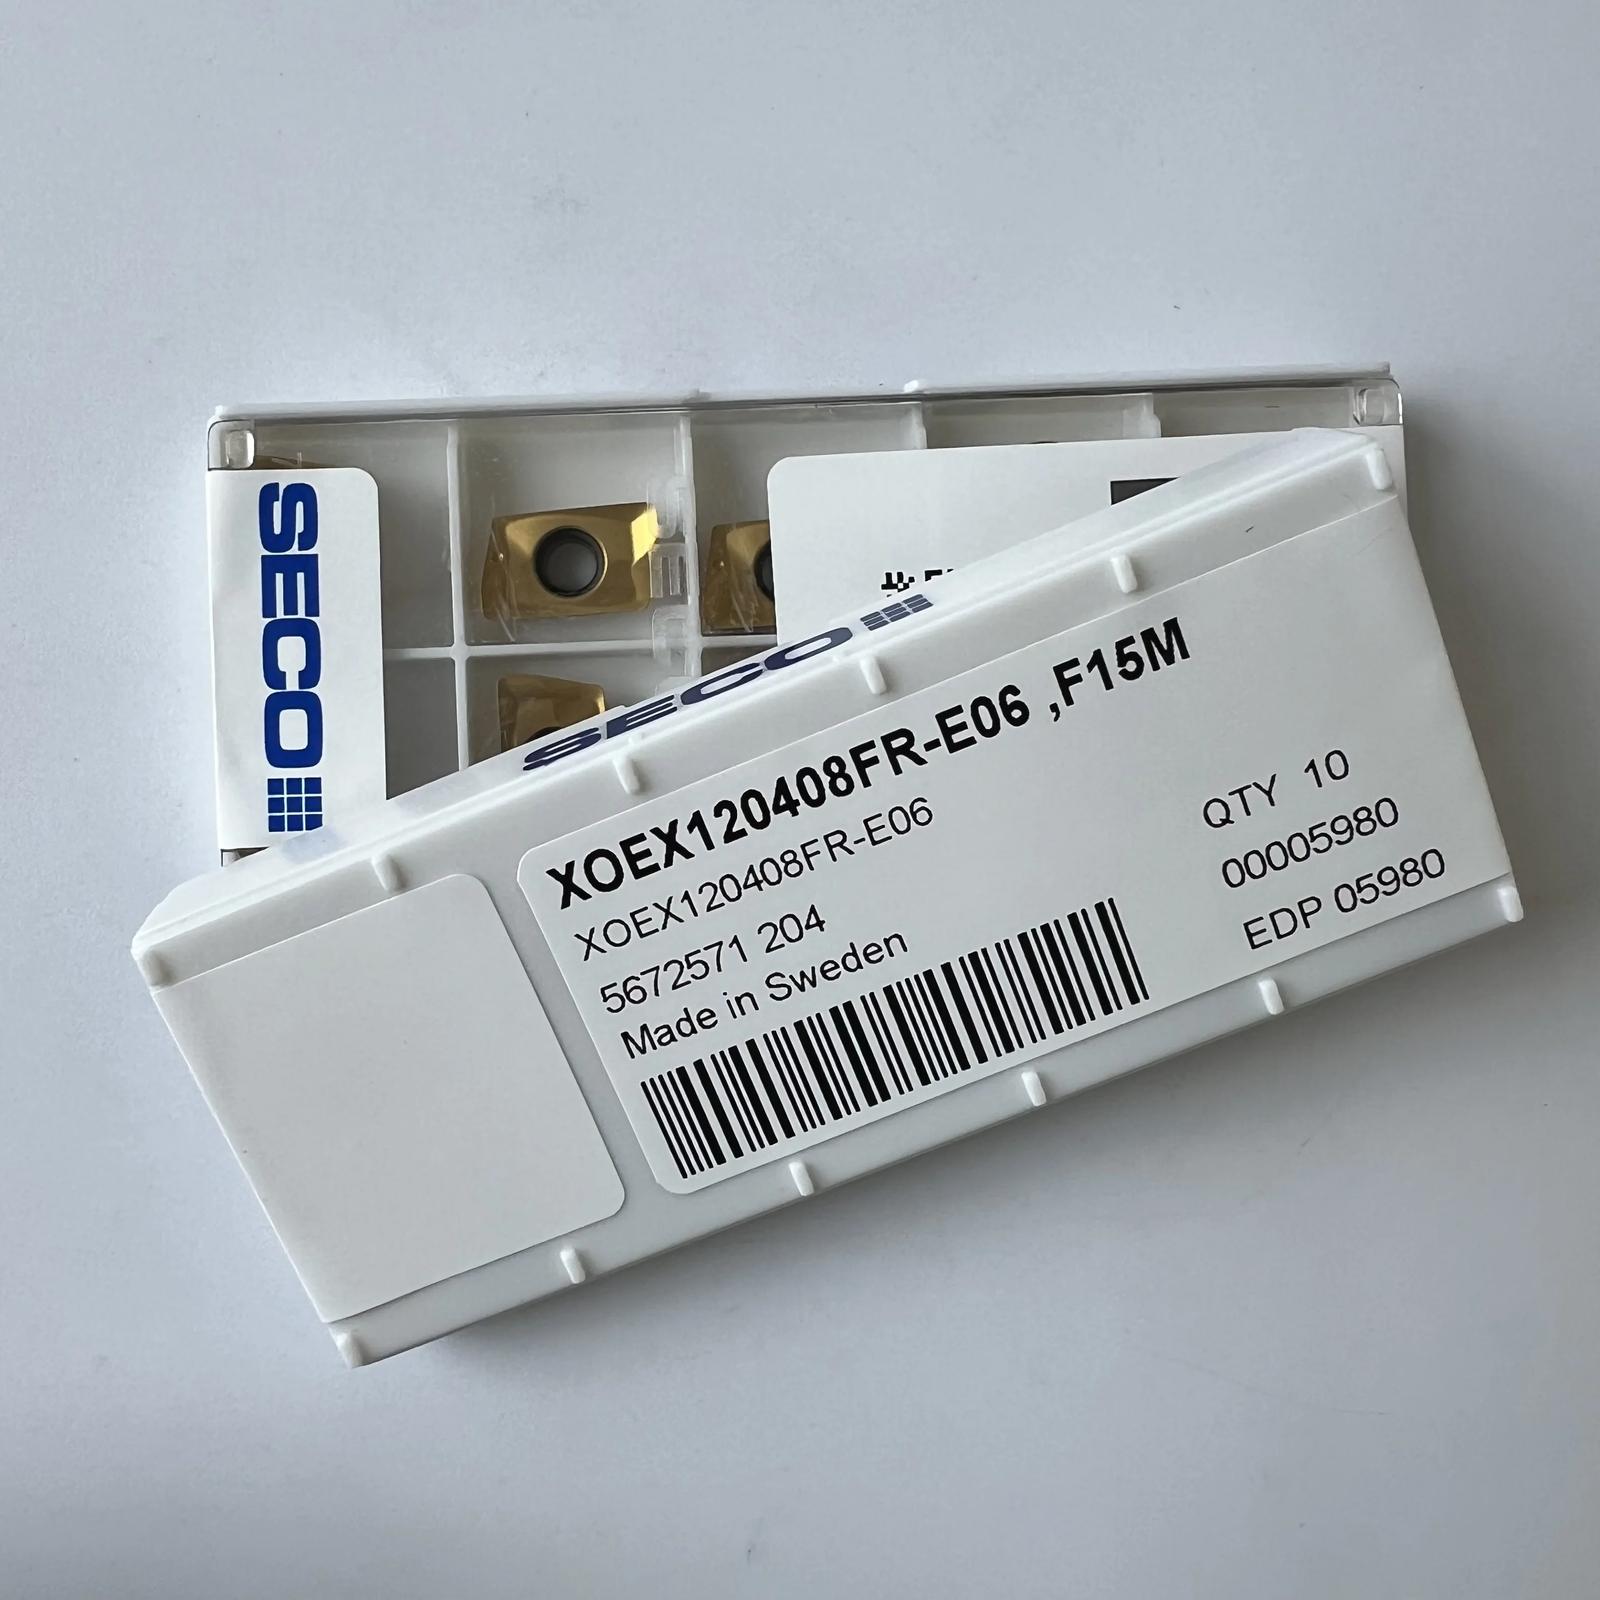 SECO
SECO
XOEX120408FR-E06 ,F15M
XOEX120408FR-E06
5672571 204
Made in Sweden
QTY 10
00005980
EDP 05980